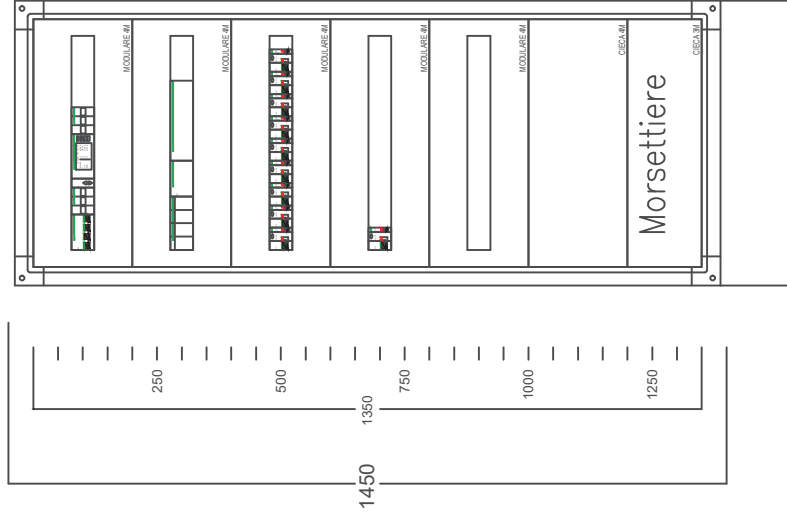 MODULARE 4M
MODULARE 4M
MODULARE 4M
MODULARE 4M
MODULARE 4M
CIECA 4M
CIECA 3M
Morsettiere
250
500
750
1000
1250
1350
1450